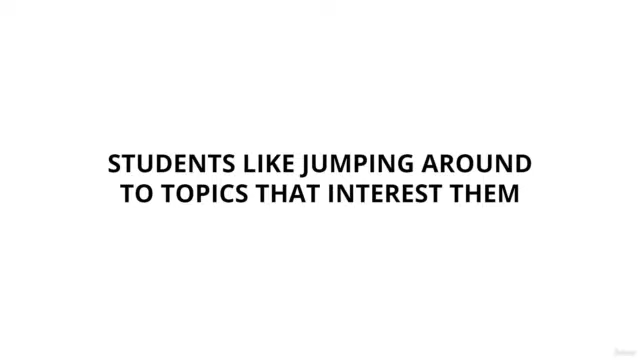 STUDENTS LIKE JUMPING AROUND
TO TOPICS THAT INTEREST THEM